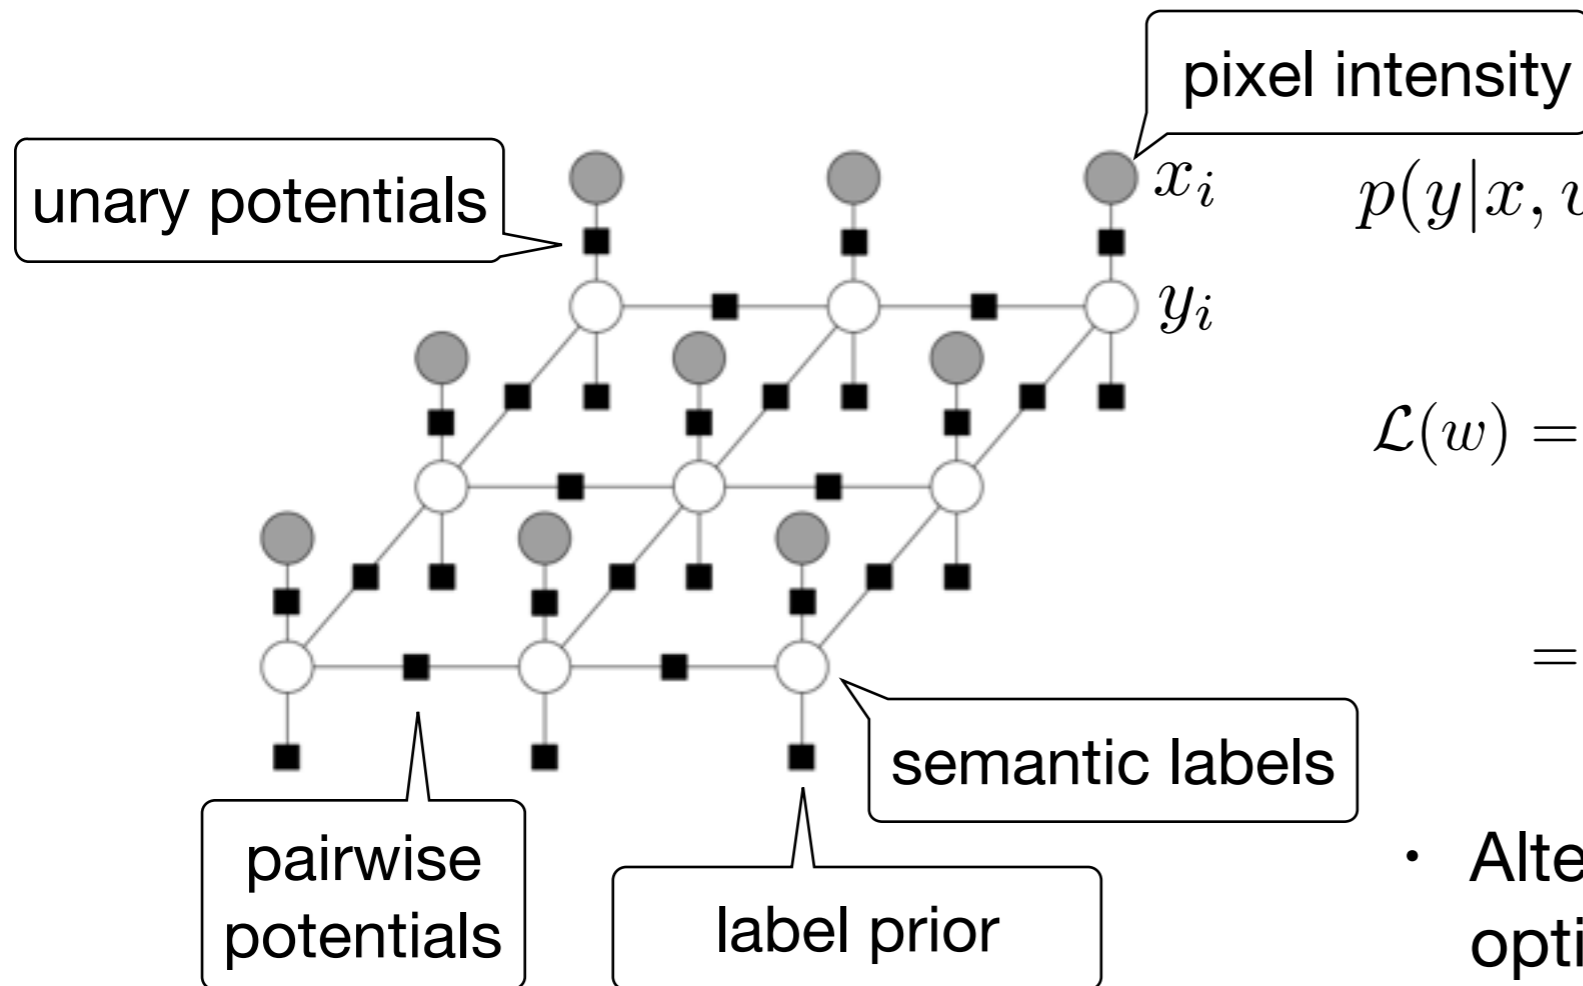 pixel intensity
unary potentials
x_i
p(y|x,
y_i
L(w) =
=
semantic labels
pairwise
potentials
label prior
• Alte
opti